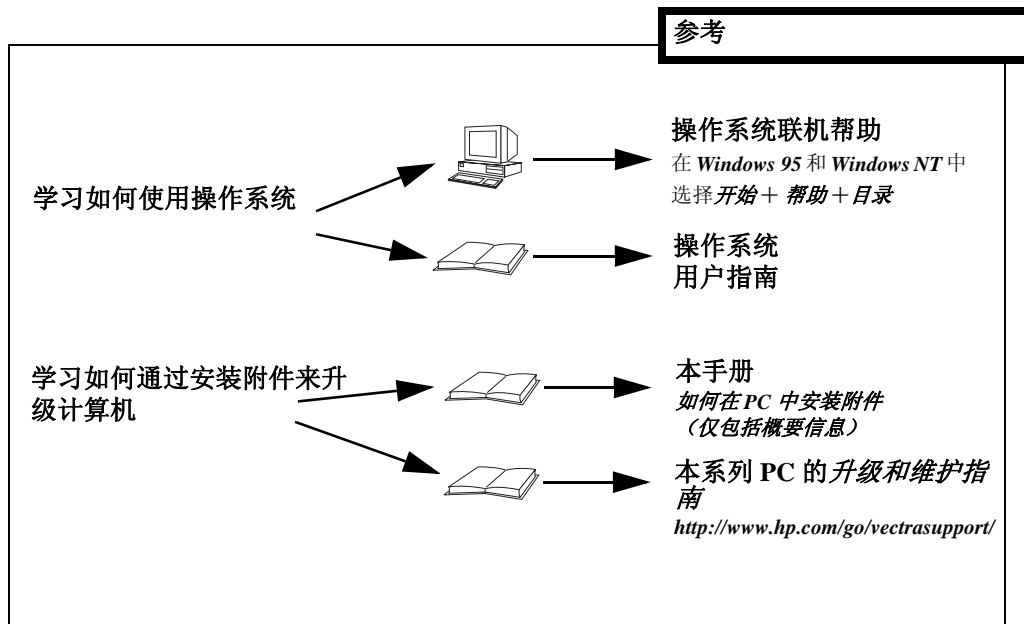 参考
操作系统联机帮助
在 Windows 95 和 Windows NT 中
选择开始＋ 帮助＋目录
学习如何使用操作系统
操作系统
用户指南
学习如何通过安装附件来升
级计算机
本手册
如何在 PC 中安装附件
（仅包括概要信息）
本系列 PC 的升级和维护指
南
http://www.hp.com/go/vectrasupport/